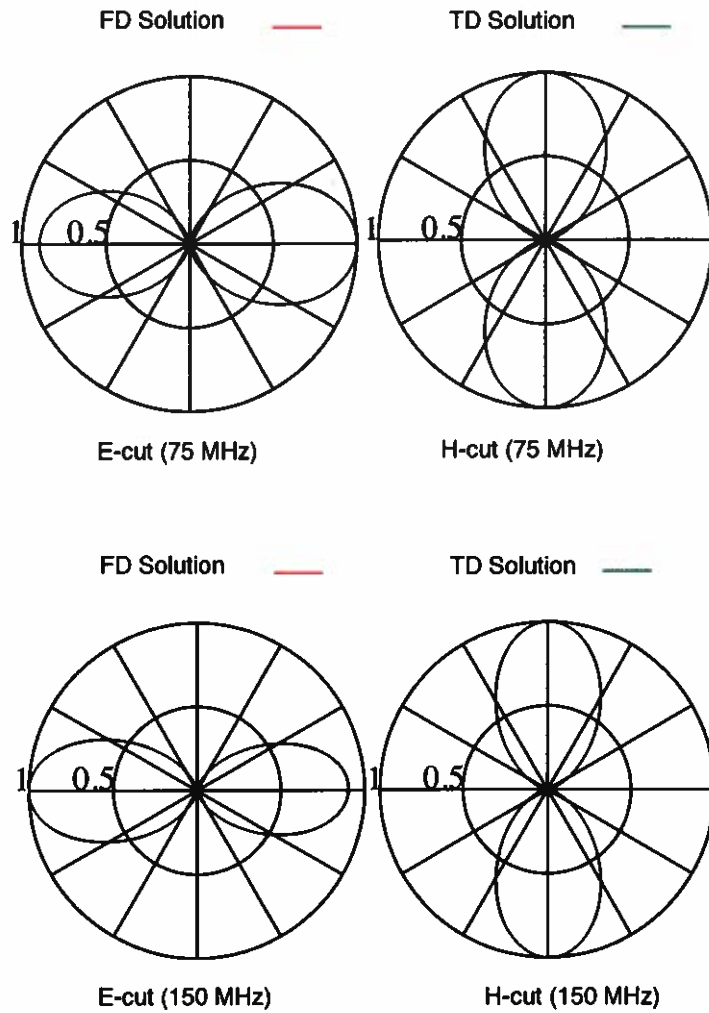 FD Solution
TD Solution
1 0.5
1 0.5
E-cut (75 MHz)
H-cut (75 MHz)
FD Solution
TD Solution
1 0.5
1 0.5
E-cut (150 MHz)
H-cut (150 MHz)